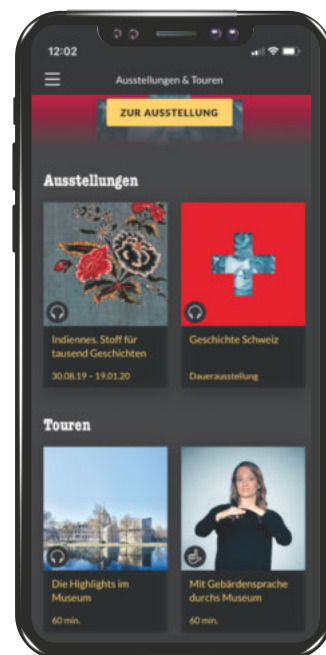 12:02
Ausstellungen & Touren
ZUR AUSSTELLUNG
Ausstellungen
Indiennes. Stoff für
tausend Geschichten
30.08.19 – 19.01.20
Geschichte Schweiz
Dauerausstellung
Touren
Die Highlights im
Museum
60 min.
Mit Gebärdensprache
durchs Museum
60 min.